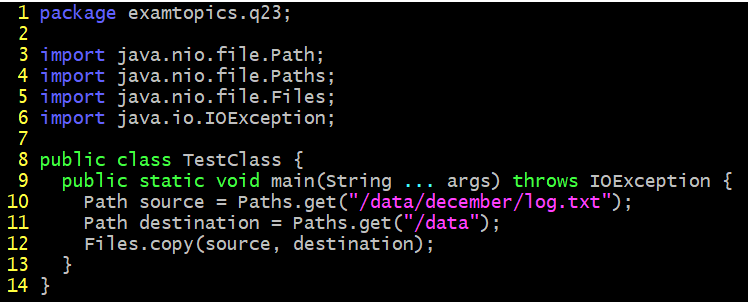 1 package examtopics.q23;
2
3 import java.nio.file.Path;
4 import java.nio.file.Paths;
5 import java.nio.file.Files;
6 import java.io.IOException;
7
8 public class TestClass {
9   public static void main(String ... args) throws IOException {
10     Path source = Paths.get("/data/december/log.txt");
11     Path destination = Paths.get("/data");
12     Files.copy(source, destination);
13   }
14 }